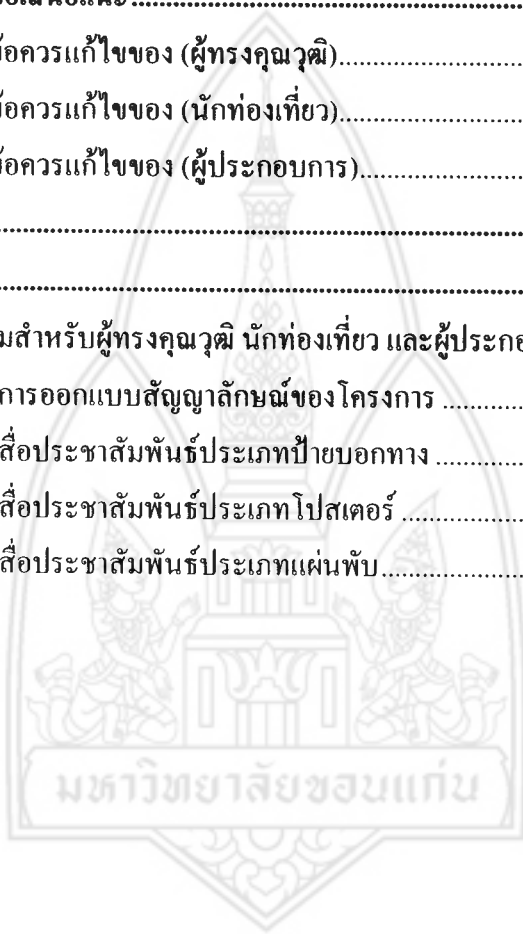 ข้อควรแก้ไขของ (ผู้ทรงคุณวุฒิ)
ข้อควรแก้ไขของ (นักท่องเที่ยว)
ข้อควรแก้ไขของ (ผู้ประกอบการ)
มสำหรับผู้ทรงคุณวุฒิ นักท่องเที่ยว และผู้ประกอ
การออกแบบสัญญาลักษณ์ของโครงการ
สื่อประชาสัมพันธ์ประเภทป้ายบอกทาง
สื่อประชาสัมพันธ์ประเภทโปสเตอร์
สื่อประชาสัมพันธ์ประเภทแผ่นพับ
มหาวิทยาลัยขอนแก่น